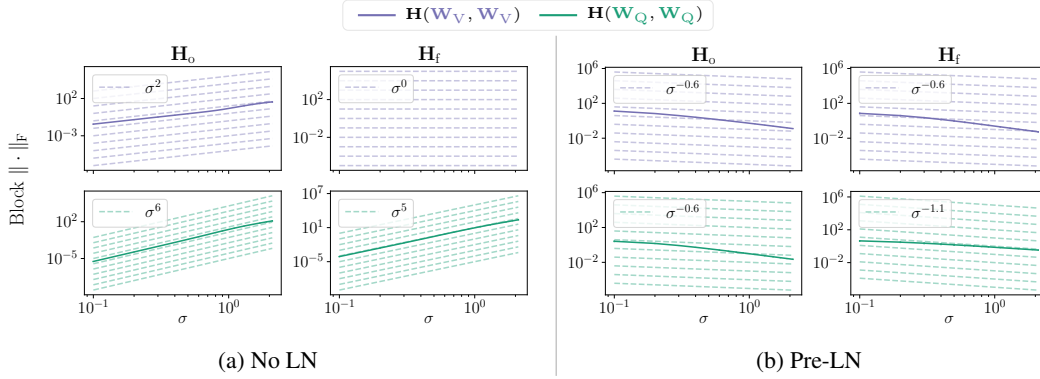 H(W_V, W_V) H(W_Q, W_Q)
H_o H_f H_o H_f
Block ‖ · ‖_F
10^2 10^-3 σ^2 σ^0
10^6 10^2 10^-2 σ^-0.6
10^6 10^2 10^-2 σ^-0.6
10^2 10^-5 σ^6
10^7 10^1 10^-5 σ^5
10^6 10^2 10^-2 σ^-0.6
10^6 10^2 10^-2 σ^-1.1
10^-1 10^0 10^-1 10^0 10^-1 10^0 10^-1 10^0
σ σ σ σ
(a) No LN (b) Pre-LN